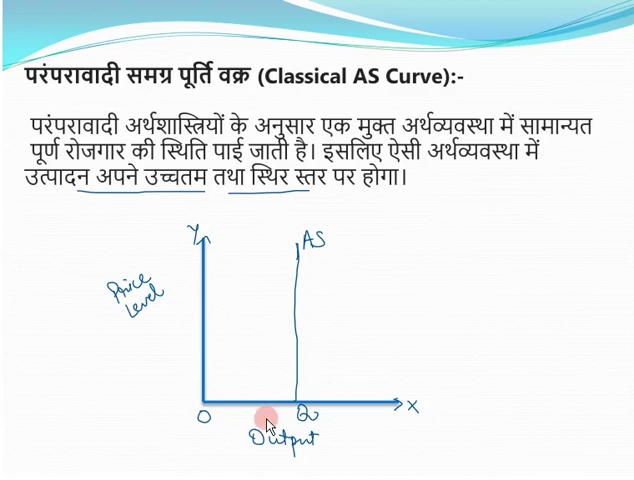 परंपरावादी समग्र पूर्ति वक्र (Classical AS Curve):-
परंपरावादी अर्थशास्त्रियों के अनुसार एक मुक्त अर्थव्यवस्था में सामान्यत
पूर्ण रोजगार की स्थिति पाई जाती है। इसलिए ऐसी अर्थव्यवस्था में
उत्पादन अपने उच्चतम तथा स्थिर स्तर पर होगा।
Y
AS
Price
Level
O
X
Output